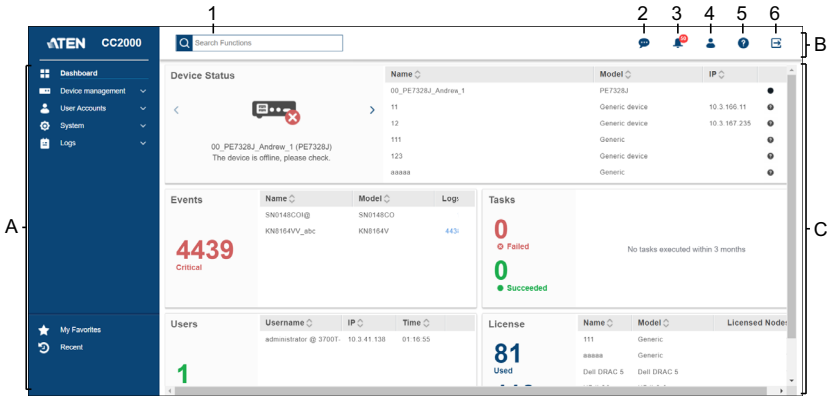 1 2 3 4 5 6
ATEN CC2000
Search Functions
B
A
C
Dashboard
Device management
User Accounts
System
Logs
My Favorites
Recent
Device Status
00_PE7328J_Andrew_1 (PE7328J)
The device is offline, please check.
Name Model IP
00_PE7328J_Andrew_1 PE7328J
11 Generic device 10.3.166.11
12 Generic device 10.3.167.235
111 Generic
123 Generic device
aaaaa Generic
Events
4439
Critical
Name Model Logs
SN0148COI@ SN0148CO
KN8164VV_abc KN8164V
Tasks
0
Failed
0
Succeeded
No tasks executed within 3 months
Users
1
Username IP Time
administrator @ 3700T- 10.3.41.138 01:16:55
License
81
Used
Name Model Licensed Nodes
111 Generic
aaaaa Generic
Dell DRAC 5 Dell DRAC 5